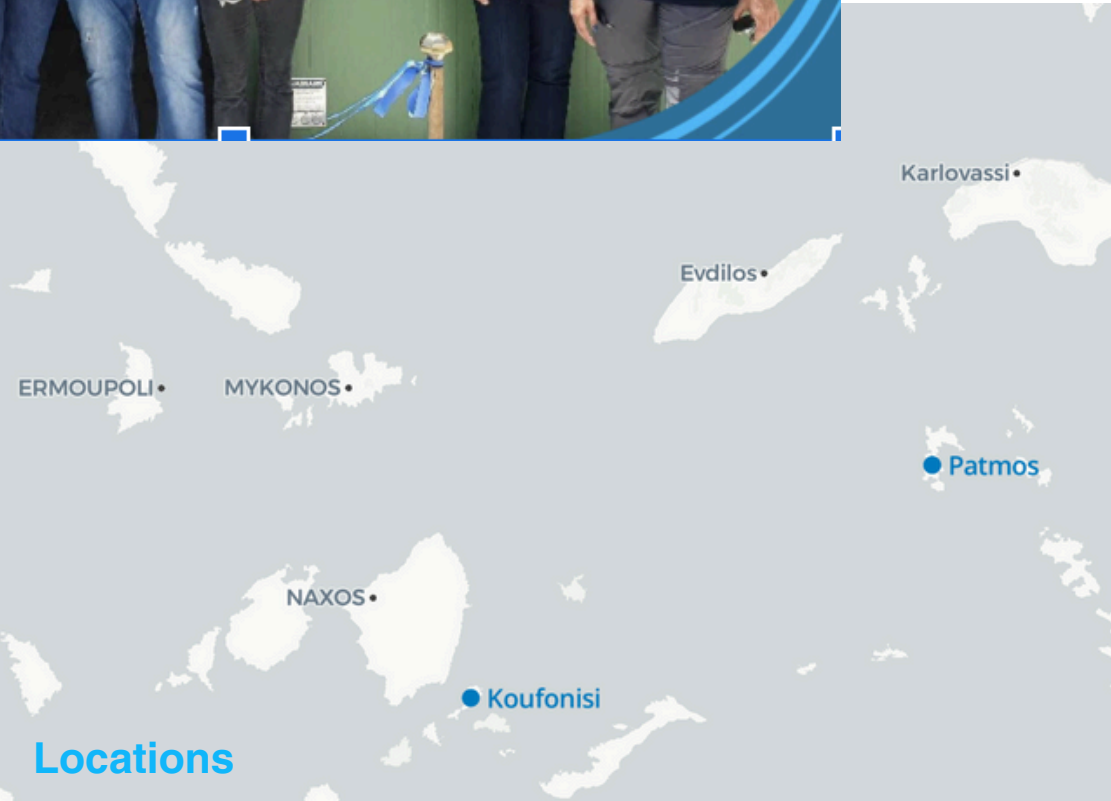 Karlovassi
Evdilos
ERMOUPOLI
MYKONOS
Patmos
NAXOS
Koufonisi
Locations